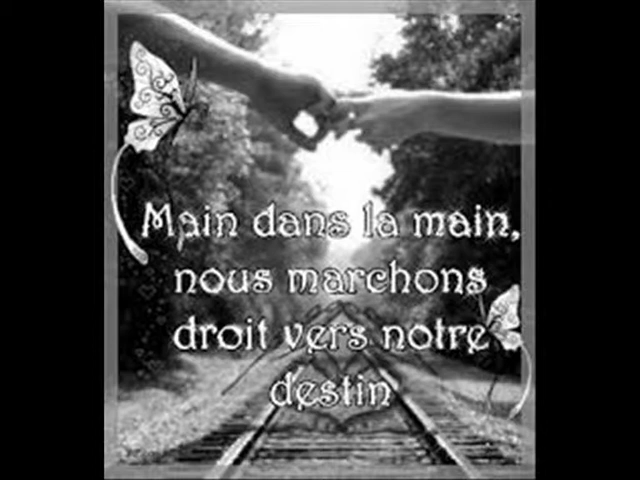 Main dans la main,
nous marchons
droit vers notre
destin